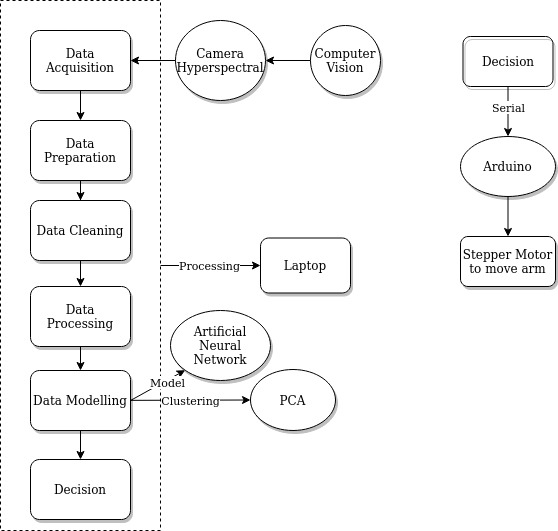 Data
Acquisition
Camera
Hyperspectral
Computer
Vision
Decision
Serial
Data
Preparation
Arduino
Data Cleaning
Stepper Motor
to move arm
Processing
Laptop
Data
Processing
Artificial
Neural
Network
Model
Data Modelling
Clustering
PCA
Decision